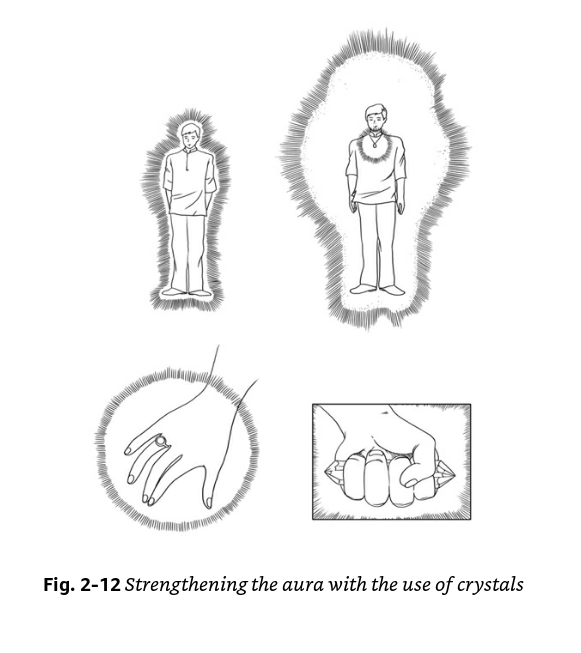 Fig. 2-12 Strengthening the aura with the use of crystals